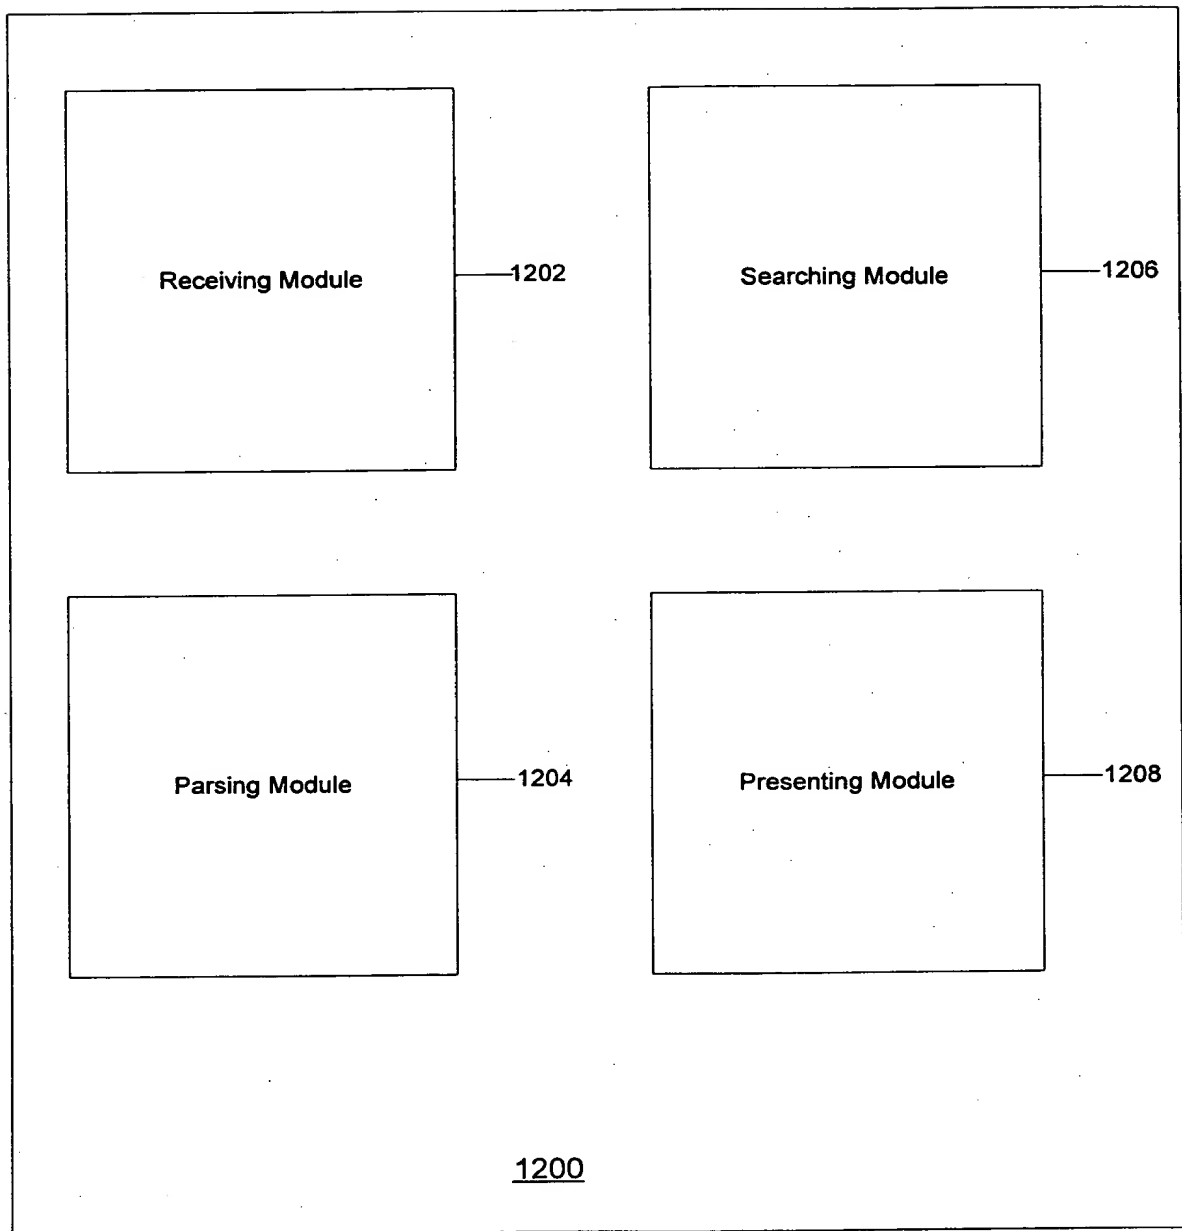 Receiving Module
1202
Searching Module
1206
Parsing Module
1204
Presenting Module
1208
1200